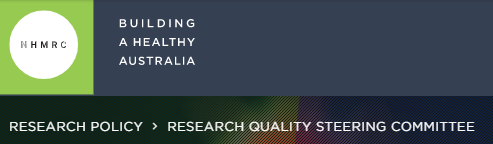 NHMRC
BUILDING
A HEALTHY
AUSTRALIA
RESEARCH POLICY > RESEARCH QUALITY STEERING COMMITTEE